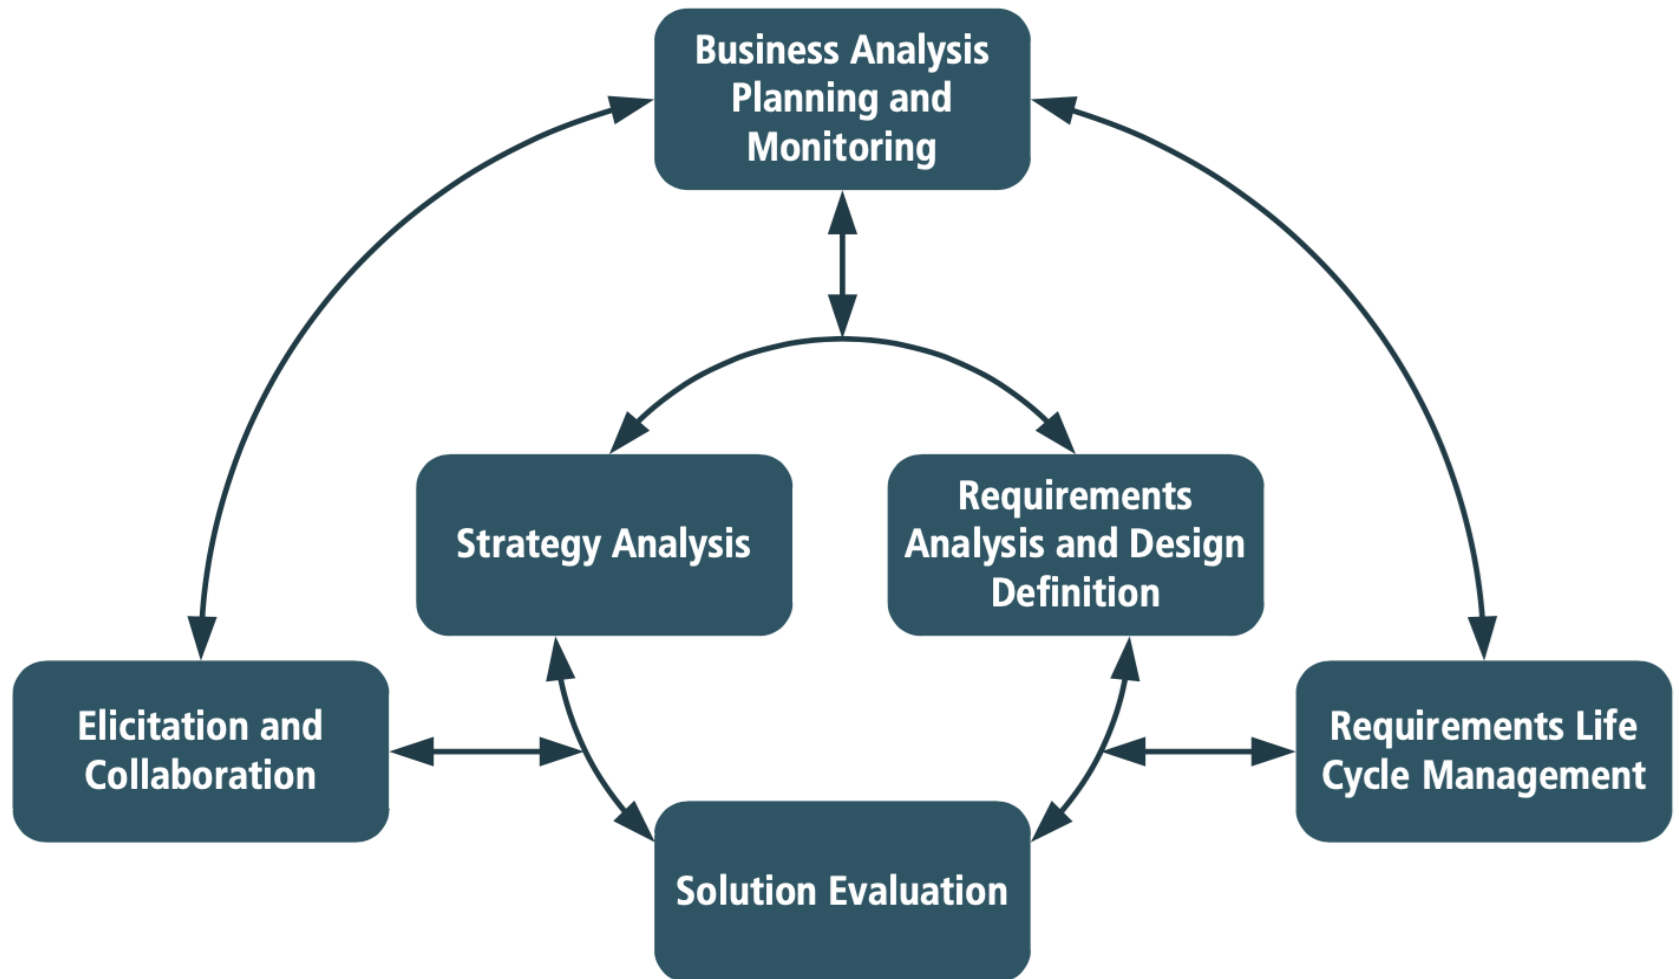 Business Analysis
Planning and
Monitoring
Strategy Analysis
Requirements
Analysis and Design
Definition
Elicitation and
Collaboration
Requirements Life
Cycle Management
Solution Evaluation